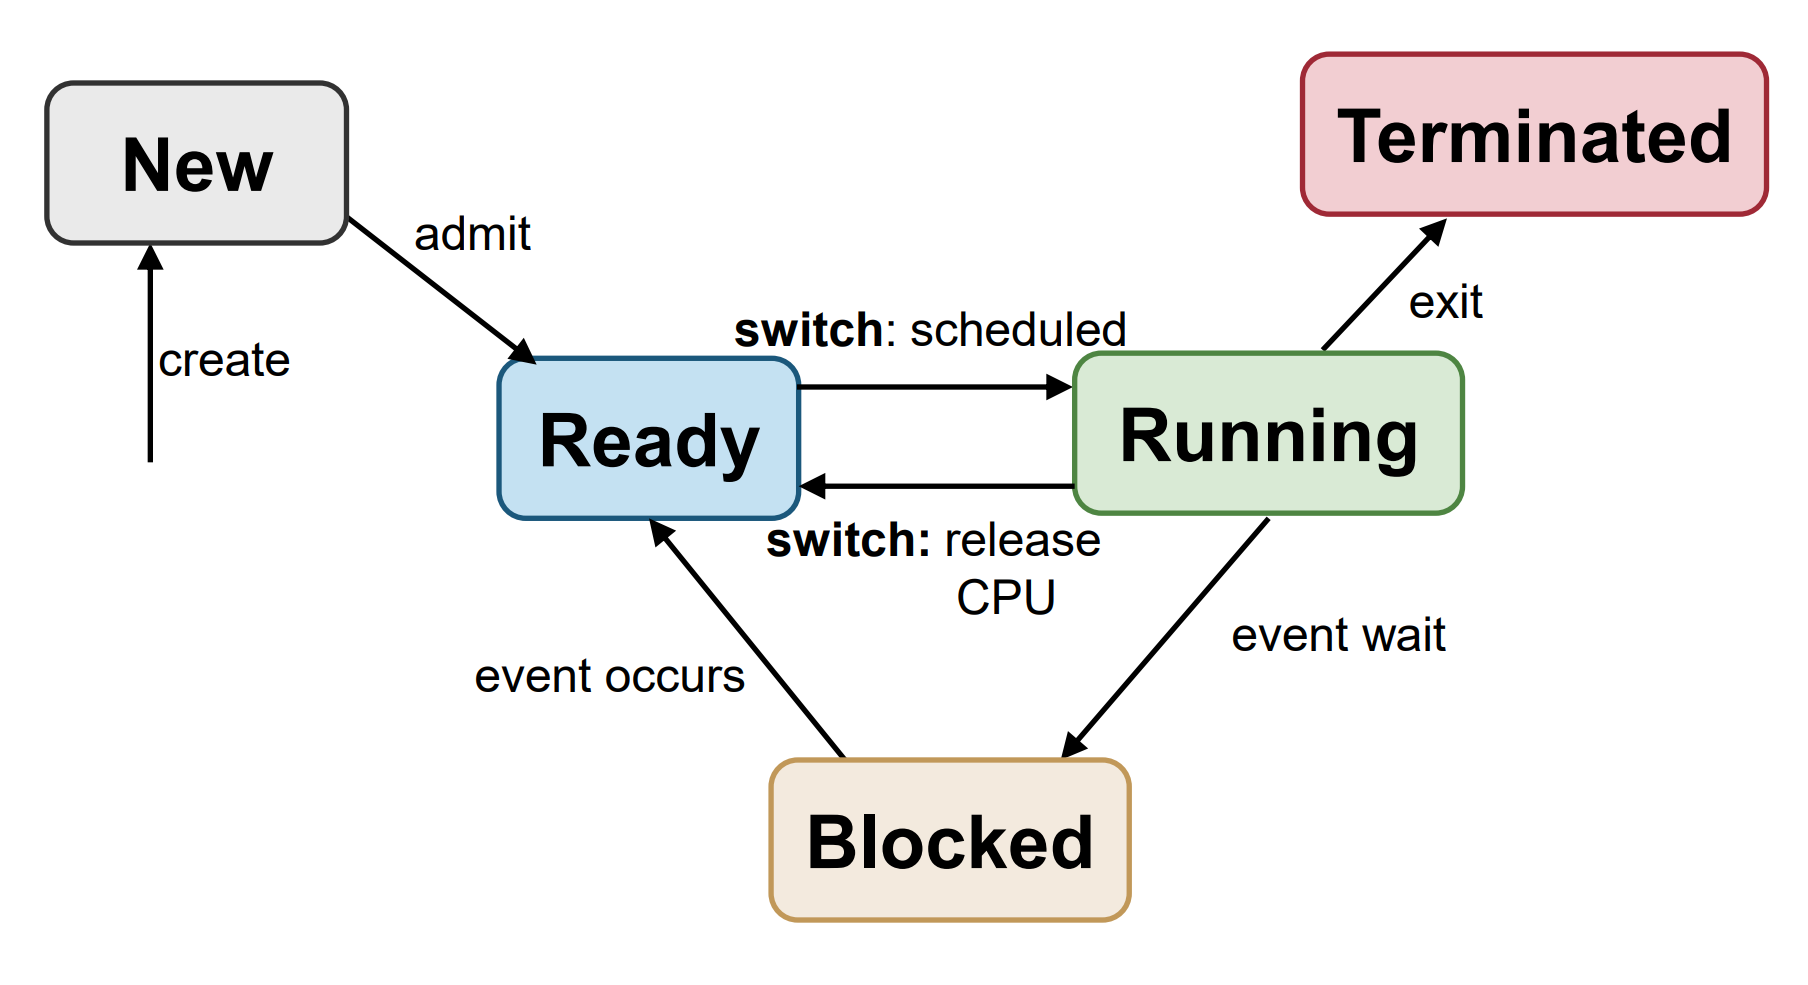 New
Terminated
admit
create
switch: scheduled
exit
Ready
Running
switch: release
CPU
event occurs
event wait
Blocked